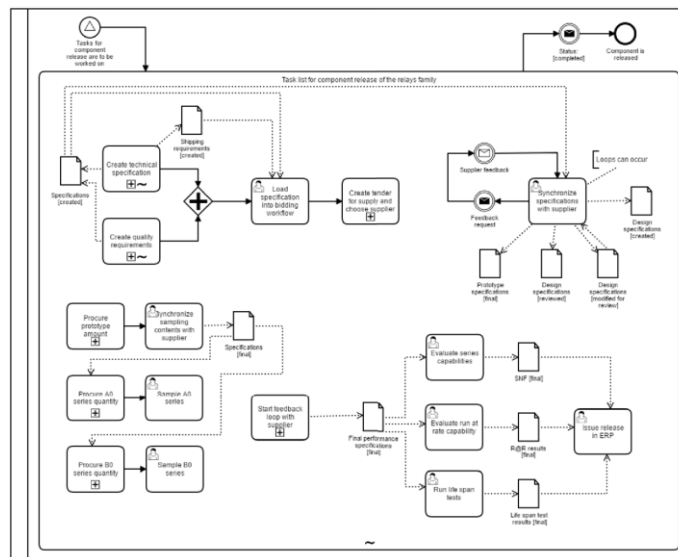 Tasks for
component
release are to be
worked on
Status:
[completed]
Component is
released
Task list for component release of the relays family
Shipping
requirements
[created]
Create technical
specification
Specifications
[created]
Create quality
requirements
Load
specification
into bidding
workflow
Create tender
for supply and
choose supplier
Supplier feedback
Feedback
request
Loops can occur
Synchronize
specifications
with supplier
Design
specifications
[created]
Prototype
specifications
[final]
Design
specifications
[reviewed]
Design
specifications
[modified for
review]
Procure
prototype
amount
Synchronize
sampling
contents with
supplier
Specifications
[final]
Procure A0
series quantity
Sample A0
series
Procure B0
series quantity
Sample B0
series
Start feedback
loop with
supplier
Final performance
specifications
[final]
Evaluate series
capabilities
SNF [final]
Evaluate run at
rate capability
R@R results
[final]
Issue release
in ERP
Run life span
tests
Life span test
results [final]